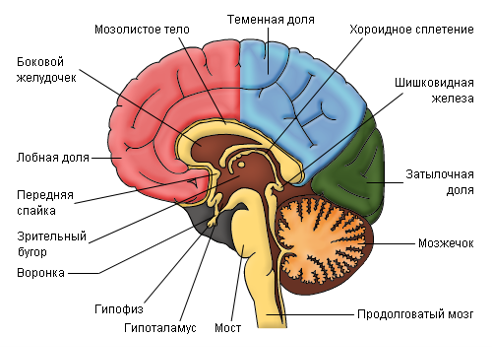 Теменная доля
Мозолистое тело
Хороидное сплетение
Боковой
желудочек
Шишковидная
железа
Лобная доля
Затылочная
доля
Передняя
спайка
Зрительный
бугор
Мозжечок
Воронка
Гипофиз
Продолговатый мозг
Гипоталамус
Мост